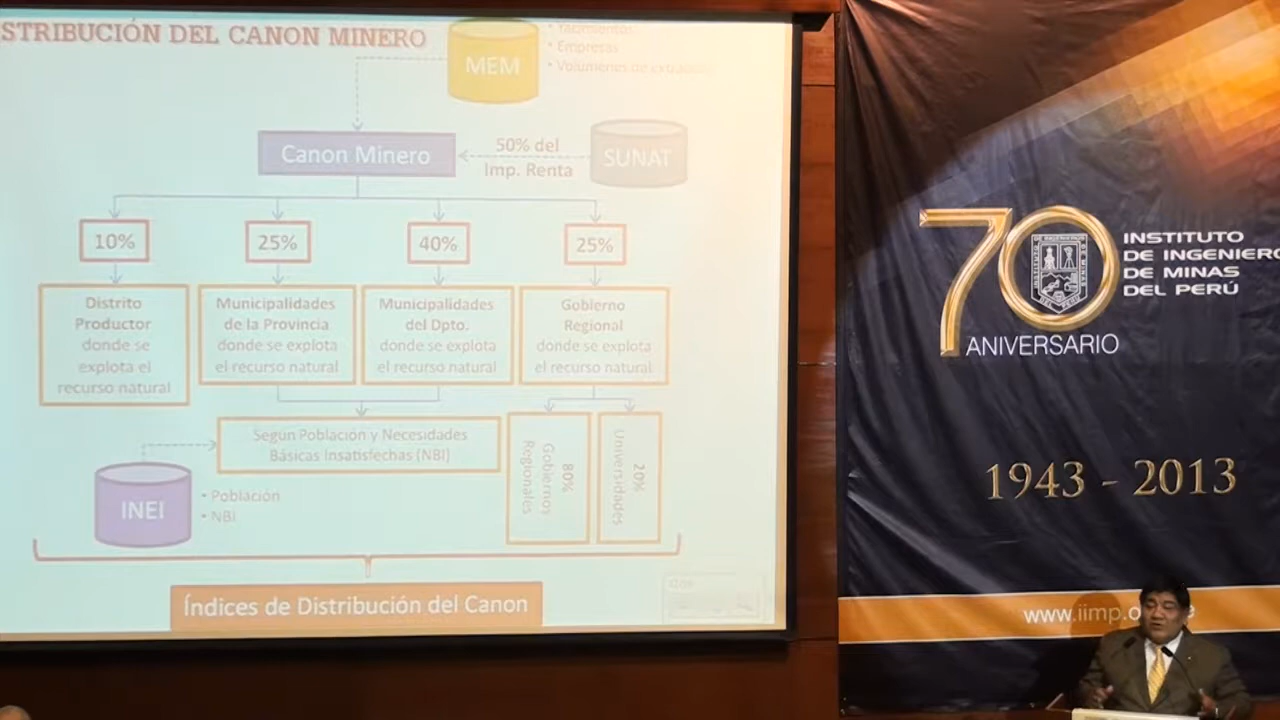 STRIBUCIÓN DEL CANON MINERO
MEM
• Yacimientos
• Empresas
• Volúmenes de
Canon Minero
50% del
Imp. Renta
SUNAT
10%
25%
40%
25%
Distrito
Productor
donde se
explota el
recurso natural
Municipalidades
de la Provincia
donde se explota
el recurso natural
Municipalidades
del Dpto.
donde se explota
el recurso natural
Gobierno
Regional
donde se explota
el recurso natural
Según Población y Necesidades
Básicas Insatisfechas (NBI)
80%
Gobiernos
Regionales
20%
Universidades
INEI
• Población
• NBI
Índices de Distribución del Canon
70
ANIVERSARIO
INSTITUTO
DE INGENIERO
DE MINAS
DEL PERÚ
1943 - 2013
www.iimp.o